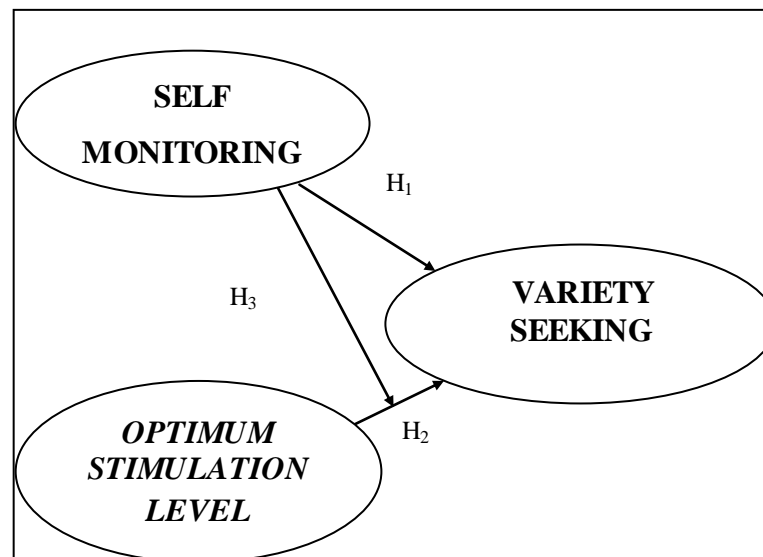 SELF
MONITORING
H₁
VARIETY
SEEKING
H₃
OPTIMUM
STIMULATION
LEVEL
H₂